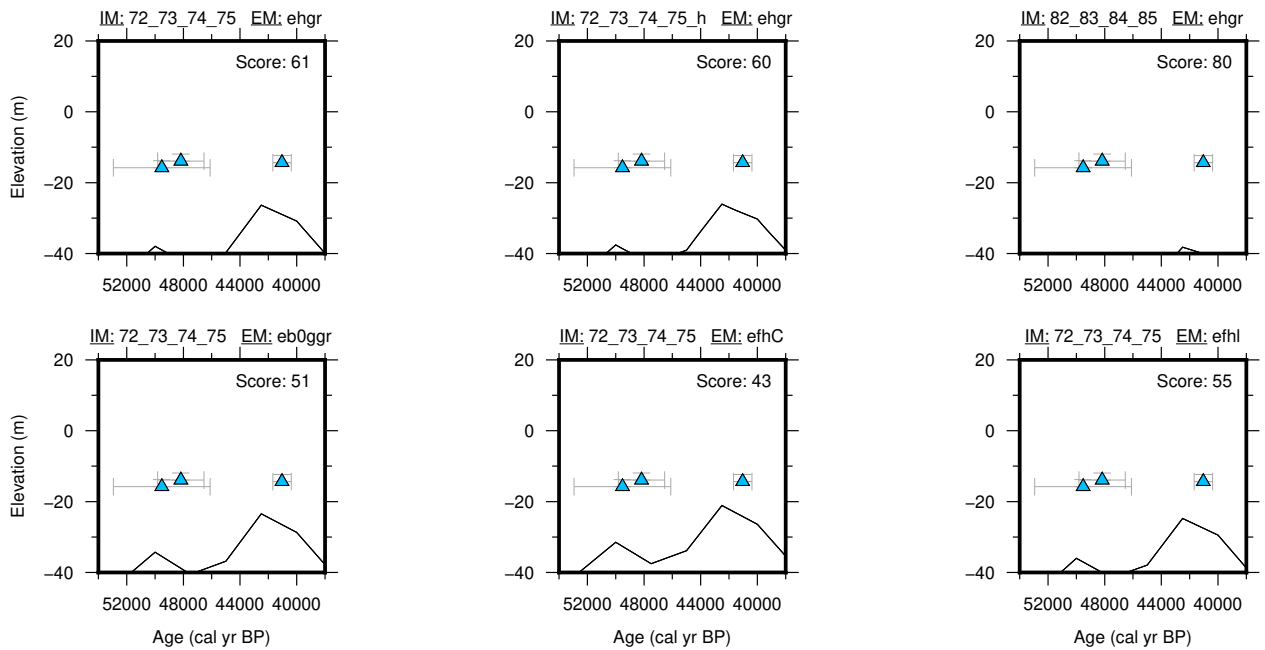 IM: 72_73_74_75 EM: ehgr
IM: 72_73_74_75_h EM: ehgr
IM: 82_83_84_85 EM: ehgr
Score: 61
Score: 60
Score: 80
20
0
−20
−40
20
0
−20
−40
20
0
−20
−40
Elevation (m)
52000 48000 44000 40000
52000 48000 44000 40000
52000 48000 44000 40000
IM: 72_73_74_75 EM: eb0ggr
IM: 72_73_74_75 EM: efhC
IM: 72_73_74_75 EM: efhl
Score: 51
Score: 43
Score: 55
20
0
−20
−40
20
0
−20
−40
20
0
−20
−40
Elevation (m)
52000 48000 44000 40000
52000 48000 44000 40000
52000 48000 44000 40000
Age (cal yr BP)
Age (cal yr BP)
Age (cal yr BP)